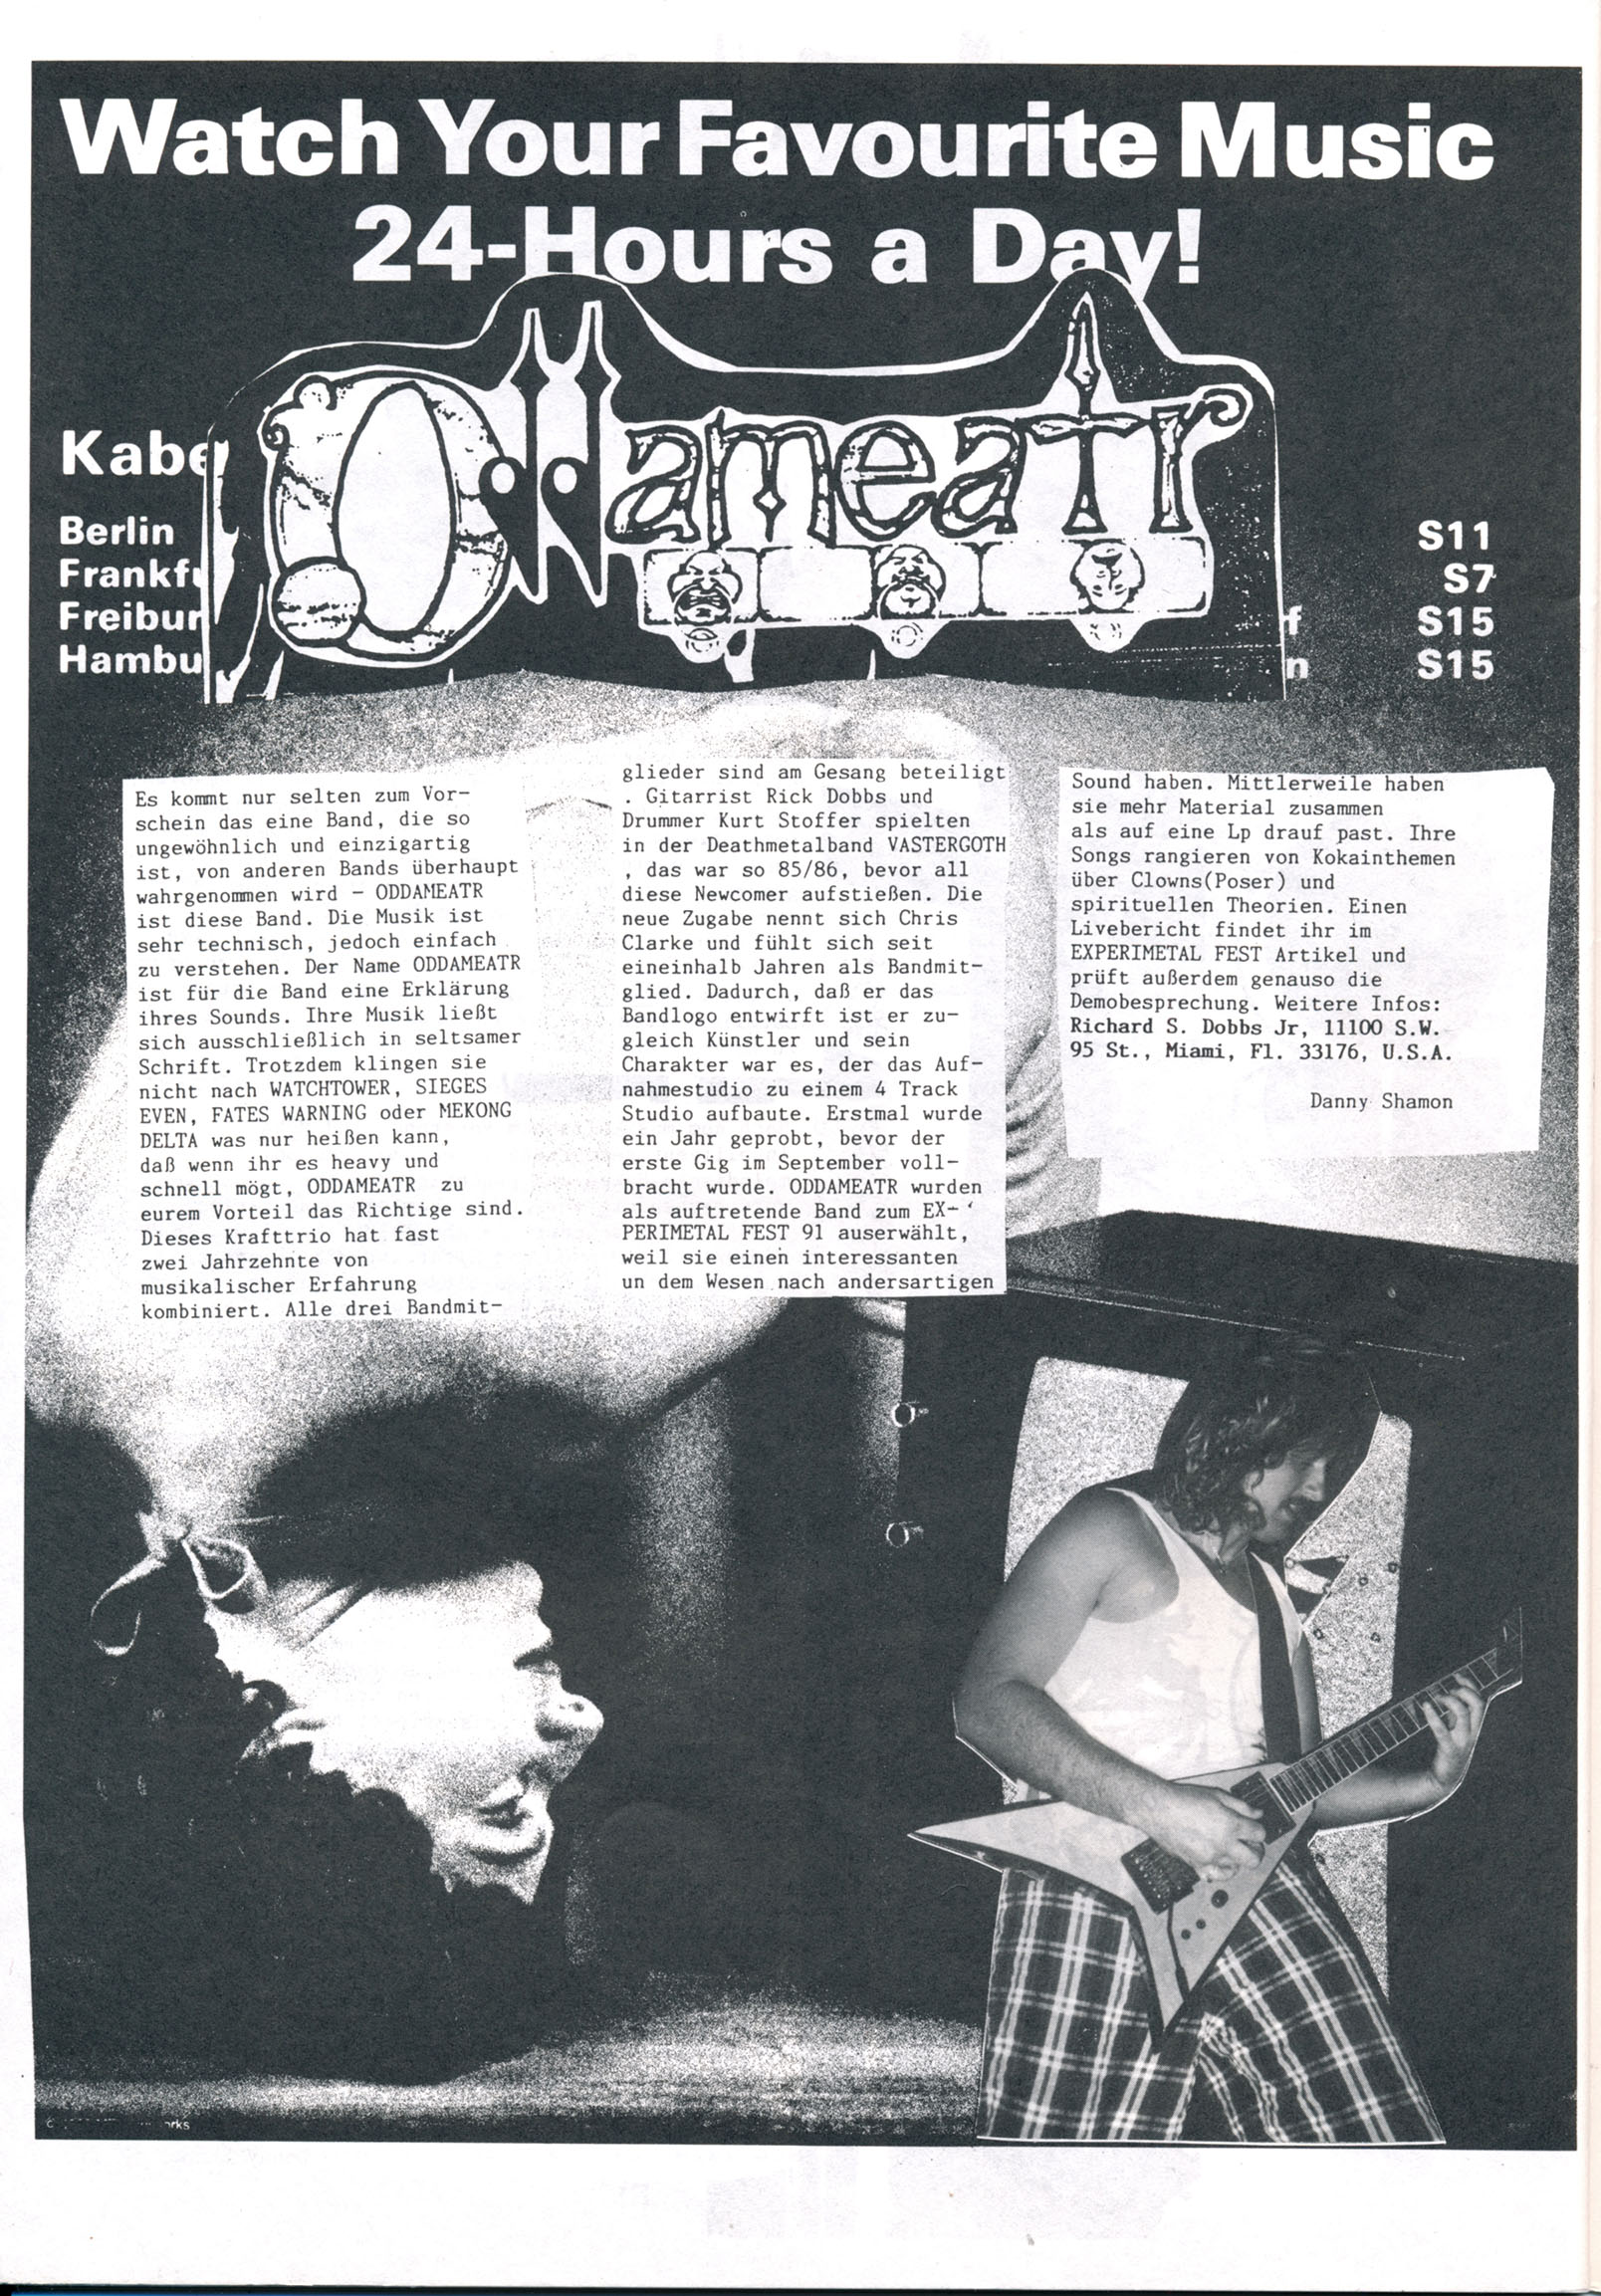 Watch Your Favourite Music
24-Hours a Day!
Oddameatr
Kabe
Berlin
Frankfu
Freibur
Hambu
S11
S7
f S15
n S15
Es kommt nur selten zum Vor-
schein das eine Band, die so
ungewöhnlich und einzigartig
ist, von anderen Bands überhaupt
wahrgenommen wird - ODDAMEATR
ist diese Band. Die Musik ist
sehr technisch, jedoch einfach
zu verstehen. Der Name ODDAMEATR
ist für die Band eine Erklärung
ihres Sounds. Ihre Musik ließt
sich ausschließlich in seltsamer
Schrift. Trotzdem klingen sie
nicht nach WATCHTOWER, SIEGES
EVEN, FATES WARNING oder MEKONG
DELTA was nur heißen kann,
daß wenn ihr es heavy und
schnell mögt, ODDAMEATR zu
eurem Vorteil das Richtige sind.
Dieses Krafttrio hat fast
zwei Jahrzehnte von
musikalischer Erfahrung
kombiniert. Alle drei Bandmit-
glieder sind am Gesang beteiligt
. Gitarrist Rick Dobbs und
Drummer Kurt Stoffer spielten
in der Deathmetalband VASTERGOTH
, das war so 85/86, bevor all
diese Newcomer aufstießen. Die
neue Zugabe nennt sich Chris
Clarke und fühlt sich seit
eineinhalb Jahren als Bandmit-
glied. Dadurch, daß er das
Bandlogo entwirft ist er zu-
gleich Künstler und sein
Charakter war es, der das Auf-
nahmestudio zu einem 4 Track
Studio aufbaute. Erstmal wurde
ein Jahr geprobt, bevor der
erste Gig im September voll-
bracht wurde. ODDAMEATR wurden
als auftretende Band zum EX-
PERIMETAL FEST 91 auserwählt,
weil sie einen interessanten
un dem Wesen nach andersartigen
Sound haben. Mittlerweile haben
sie mehr Material zusammen
als auf eine Lp drauf past. Ihre
Songs rangieren von Kokainthemen
über Clowns(Poser) und
spirituellen Theorien. Einen
Livebericht findet ihr im
EXPERIMETAL FEST Artikel und
prüft außerdem genauso die
Demobesprechung. Weitere Infos:
Richard S. Dobbs Jr, 11100 S.W.
95 St., Miami, Fl. 33176, U.S.A.
Danny Shamon